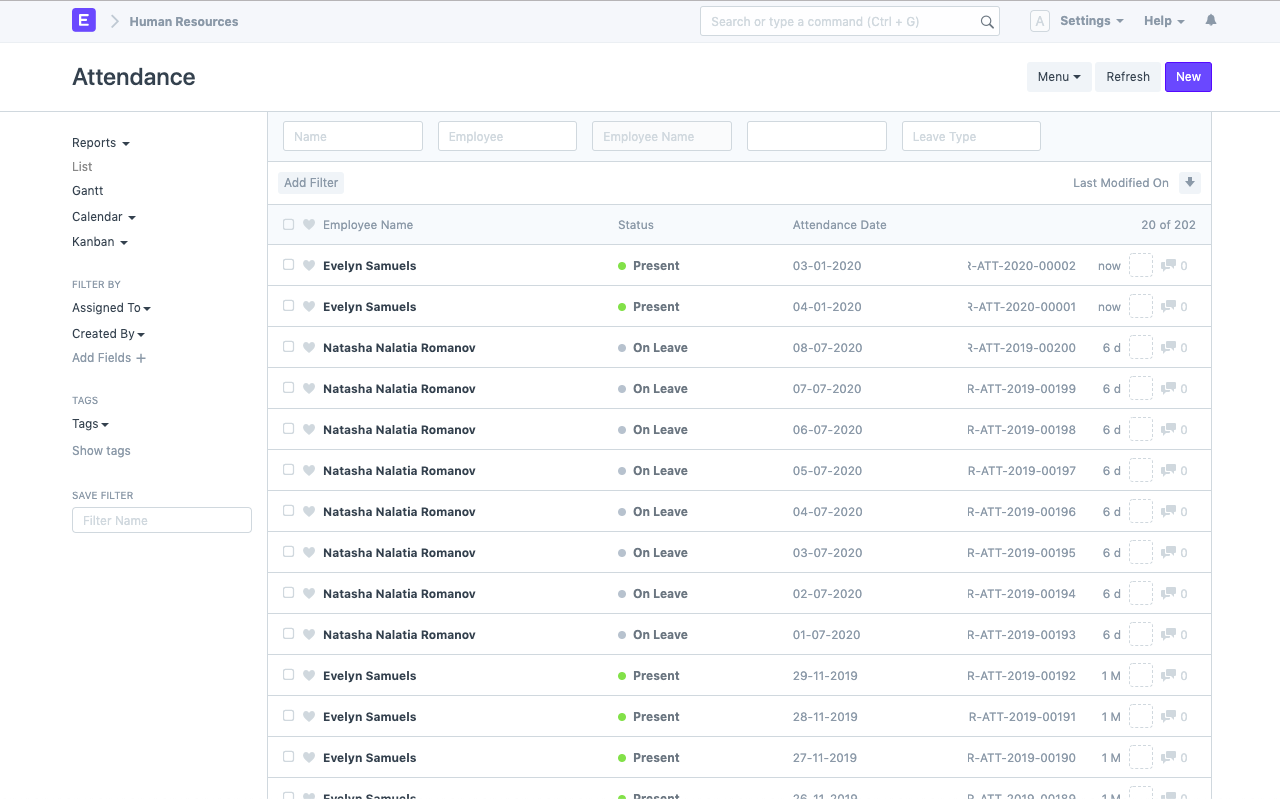 E Human Resources Search or type a command (Ctrl + G) A Settings Help
Attendance Menu Refresh New
Reports
List
Gantt
Calendar
Kanban
FILTER BY
Assigned To
Created By
Add Fields +
TAGS
Tags
Show tags
SAVE FILTER
Filter Name
Name Employee Employee Name Leave Type
Add Filter Last Modified On
Employee Name Status Attendance Date 20 of 202
Evelyn Samuels Present 03-01-2020 R-ATT-2020-00002 now 0
Evelyn Samuels Present 04-01-2020 R-ATT-2020-00001 now 0
Natasha Nalatia Romanov On Leave 08-07-2020 R-ATT-2019-00200 6 d 0
Natasha Nalatia Romanov On Leave 07-07-2020 R-ATT-2019-00199 6 d 0
Natasha Nalatia Romanov On Leave 06-07-2020 R-ATT-2019-00198 6 d 0
Natasha Nalatia Romanov On Leave 05-07-2020 R-ATT-2019-00197 6 d 0
Natasha Nalatia Romanov On Leave 04-07-2020 R-ATT-2019-00196 6 d 0
Natasha Nalatia Romanov On Leave 03-07-2020 R-ATT-2019-00195 6 d 0
Natasha Nalatia Romanov On Leave 02-07-2020 R-ATT-2019-00194 6 d 0
Natasha Nalatia Romanov On Leave 01-07-2020 R-ATT-2019-00193 6 d 0
Evelyn Samuels Present 29-11-2019 R-ATT-2019-00192 1 M 0
Evelyn Samuels Present 28-11-2019 R-ATT-2019-00191 1 M 0
Evelyn Samuels Present 27-11-2019 R-ATT-2019-00190 1 M 0
Evelyn Samuels Present 26-11-2019 R-ATT-2019-00189 1 M 0